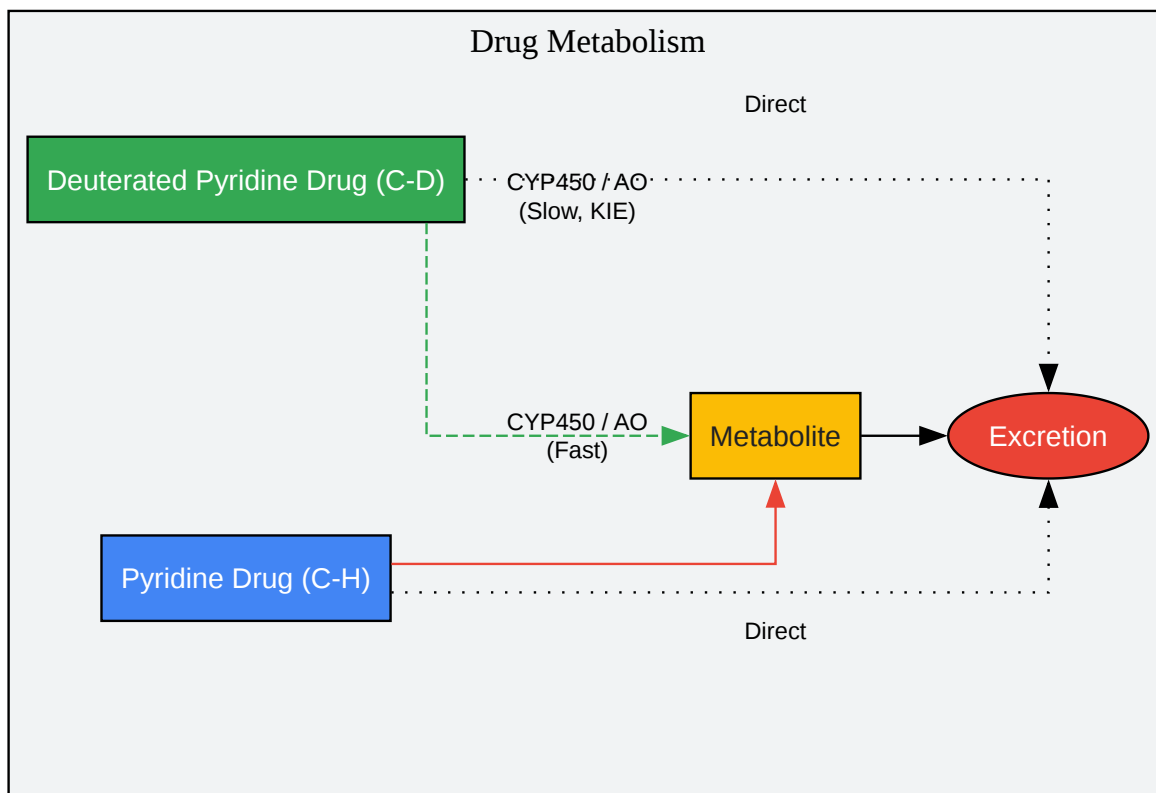 Drug Metabolism
Direct
Deuterated Pyridine Drug (C-D)
CYP450 / AO
(Slow, KIE)
CYP450 / AO
(Fast)
Metabolite
Excretion
Pyridine Drug (C-H)
Direct